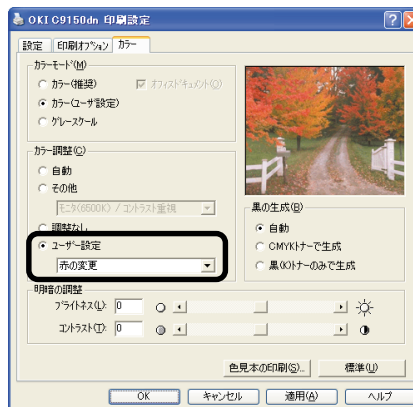 OKI C9150dn 印刷設定
設定 印刷オプション カラー
カラーモード(M)
カラー(推奨) オフィスドキュメント(O)
カラー(ユーザ設定)
グレースケール
カラー調整(C)
自動
その他
モニタ(6500K) / コントラスト重視
調整なし
ユーザー設定
赤の変更
黒の生成(B)
自動
CMYKトナーで生成
黒(K)トナーのみで生成
明暗の調整
ブライトネス(L): 0
コントラスト(T): 0
色見本の印刷(S)... 標準(U)
OK キャンセル 適用(A) ヘルプ